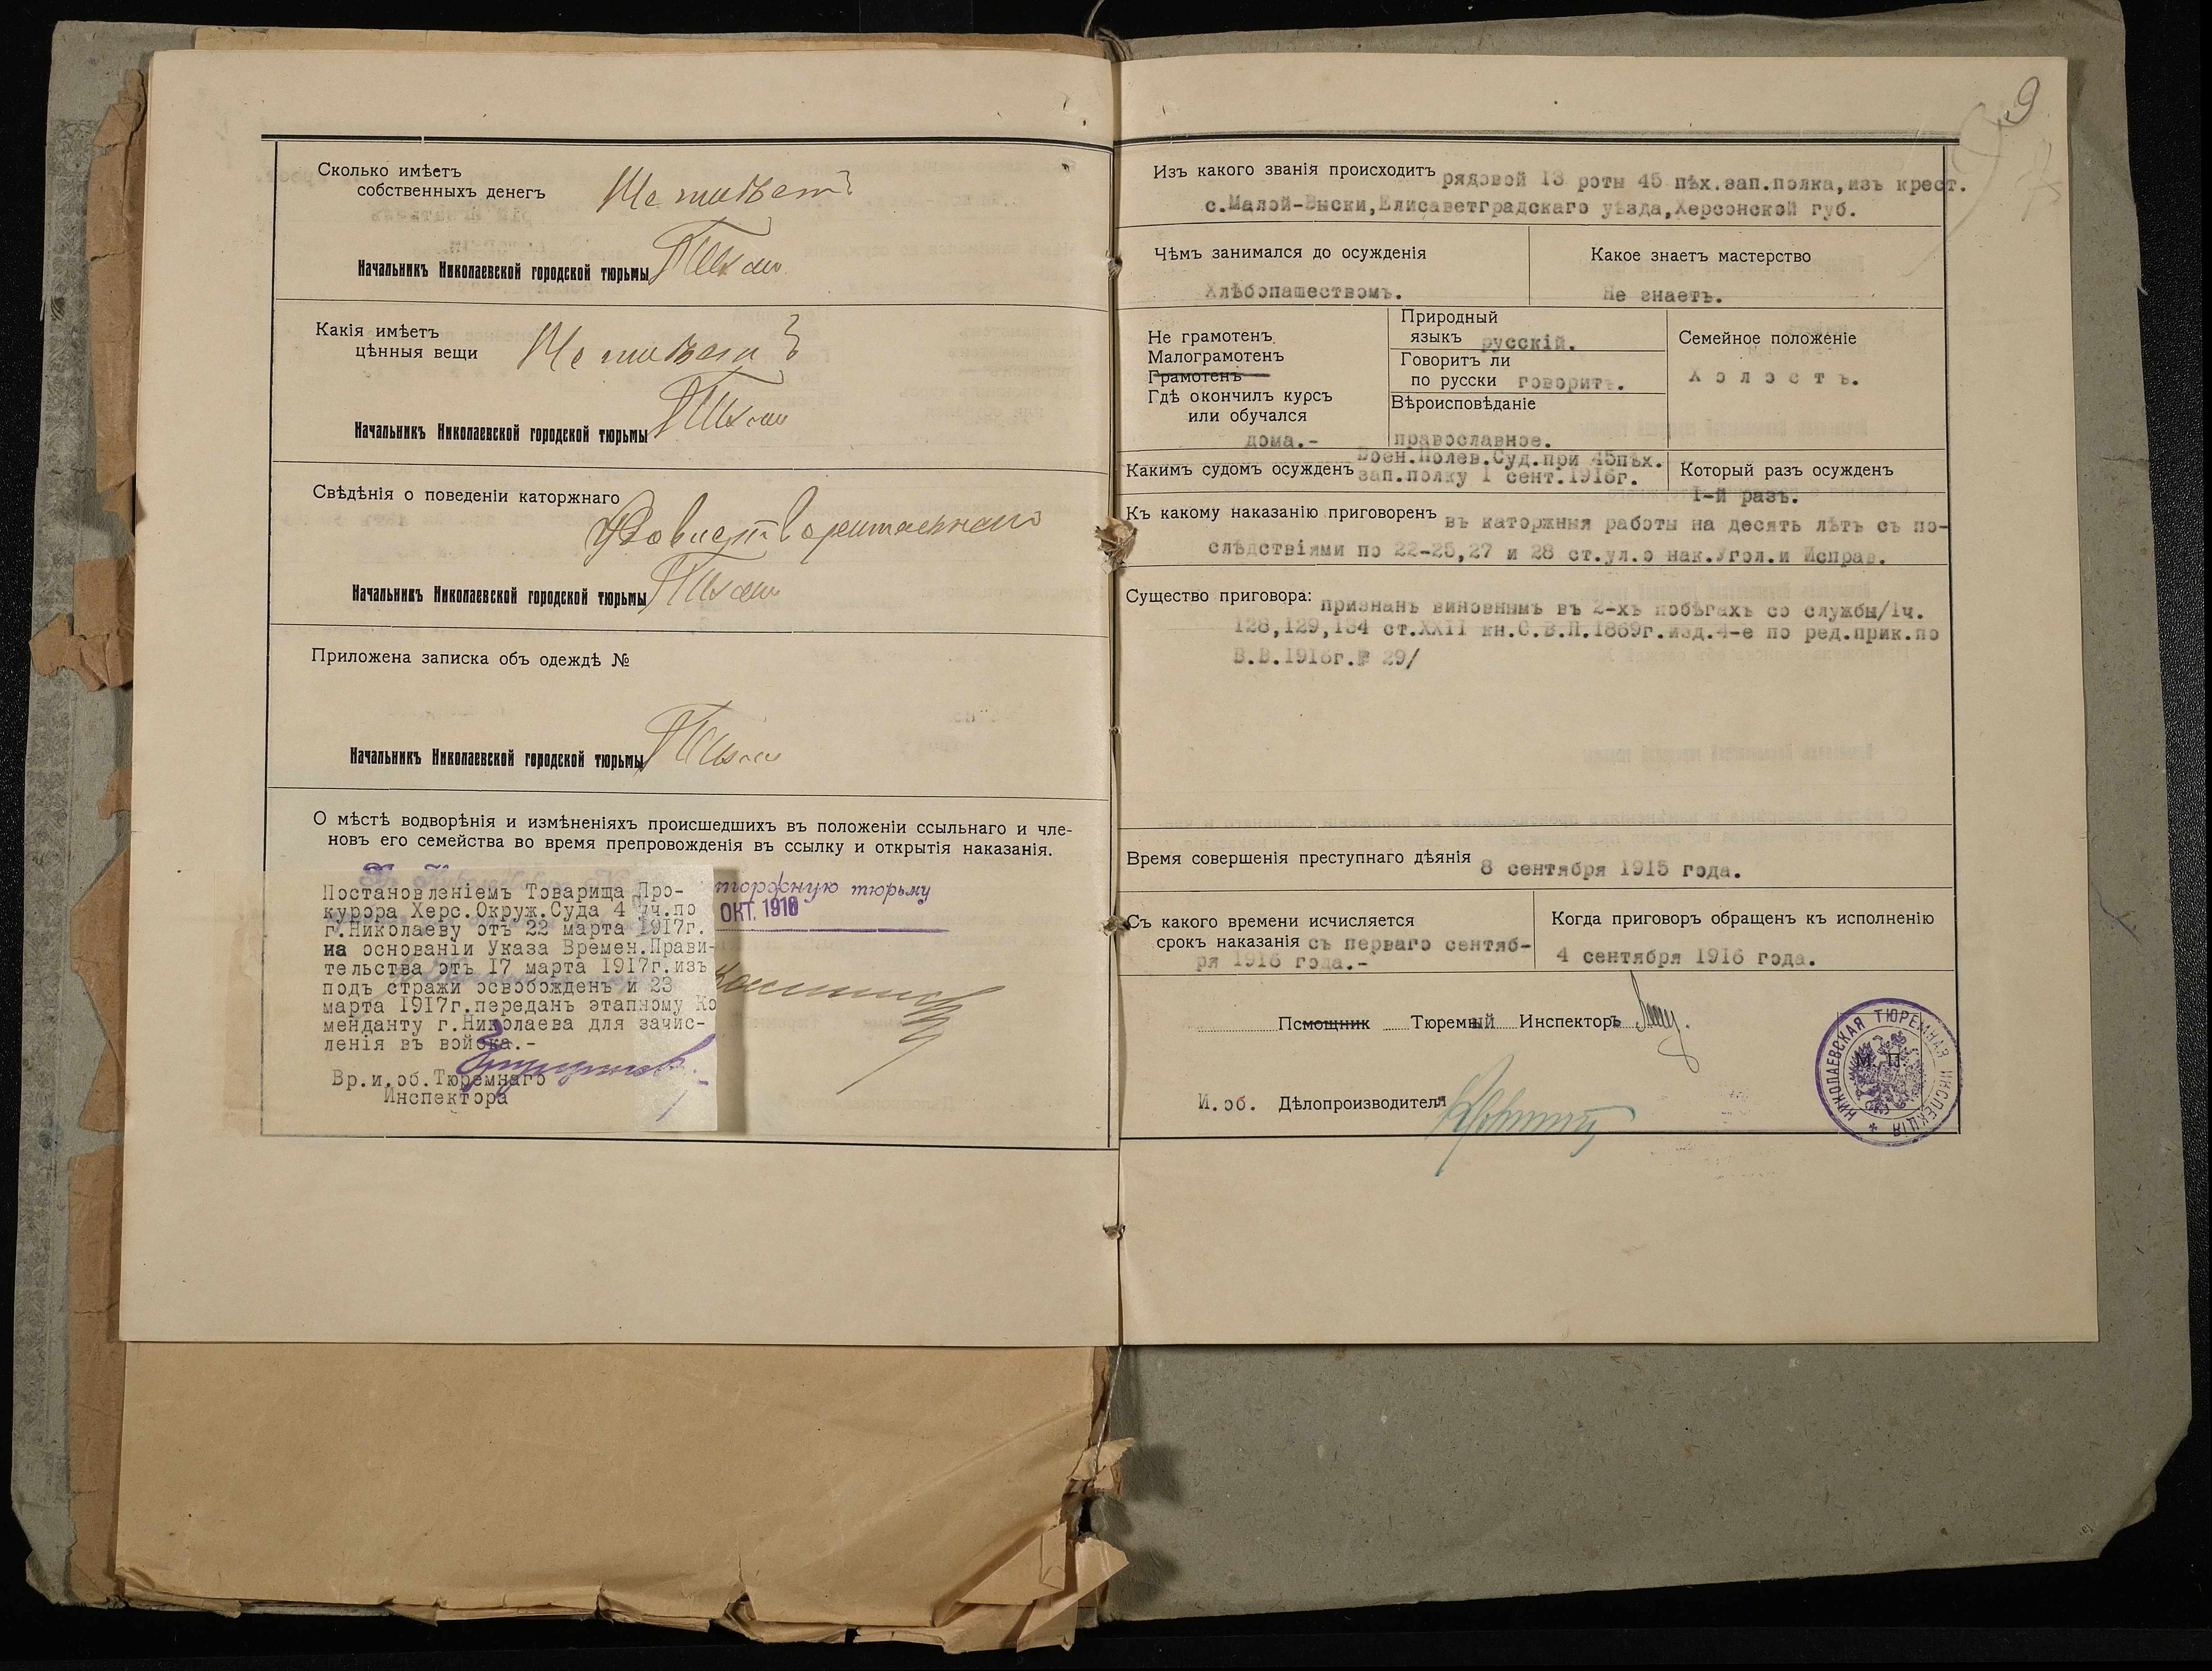 Сколько имѣетъ
собственныхъ денегъ
Не имѣетъ
Начальникъ Николаевской городской тюрьмы
Какія имѣетъ
цѣнныя вещи
Не имѣетъ
Начальникъ Николаевской городской тюрьмы
Свѣдѣнія о поведеніи каторжнаго
Удовлетворительнаго
Начальникъ Николаевской городской тюрьмы
Приложена записка объ одеждѣ №
Начальникъ Николаевской городской тюрьмы
О мѣстѣ водворѣнія и измѣненіяхъ происшедшихъ въ положеніи ссыльнаго и чле-
новъ его семейства во время препровожденія въ ссылку и открытія наказанія.
торжную тюрьму
ОКТ. 1916
Постановленіемъ Товарища Про-
курора Херс.Окруж.Суда 4 уч.по
г.Николаеву отъ 22 марта 1917г.
на основаніи Указа Времен.Прави-
тельства отъ 17 марта 1917г.изъ
подъ стражи освобожденъ и 23
марта 1917г.переданъ этапному Ко
менданту г.Николаева для зачис-
ленія въ войска.-
Вр.и.об.Тюремнаго
Инспектора
9
Изъ какого званія происходитъ рядовой 13 роты 45 пѣх.зап.полка,изъ крест.
с.Малой-Выски,Елисаветградскаго уѣзда,Херсонской губ.
Чѣмъ занимался до осужденія
Хлѣбопашествомъ.
Какое знаетъ мастерство
Не знаетъ.
Не грамотенъ
Малограмотенъ
Грамотенъ
Гдѣ окончилъ курсъ
или обучался
дома.-
Природный
языкъ русскій.
Говоритъ ли
по русски говоритъ.
Вѣроисповѣданіе
православное.
Семейное положеніе
Холостъ.
Какимъ судомъ осужденъ Воен.Полев.Суд.при 45пѣх.
зап.полку 1 сент.1916г.
Который разъ осужденъ
1-й разъ.
Къ какому наказанію приговоренъ въ каторжныя работы на десять лѣтъ съ по-
слѣдствіями по 22-25,27 и 28 ст.ул.о нак.Угол.и Исправ.
Существо приговора: признанъ виновнымъ въ 2-хъ побѣгахъ со службы/1ч.
128,129,134 ст.XXII кн.С.В.П.1869г.изд.4-е по ред.прик.по
В.В.1915г.№ 29/
Время совершенія преступнаго дѣянія 8 сентября 1915 года.
Съ какого времени исчисляется
срокъ наказанія съ перваго сентяб-
ря 1916 года.-
Когда приговоръ обращенъ къ исполненію
4 сентября 1916 года.
Помощник Тюремный Инспекторъ
И.об. Дѣлопроизводителя
М. П.
НИКОЛАЕВСКАЯ ТЮРЕМНАЯ ИНСПЕКЦІЯ